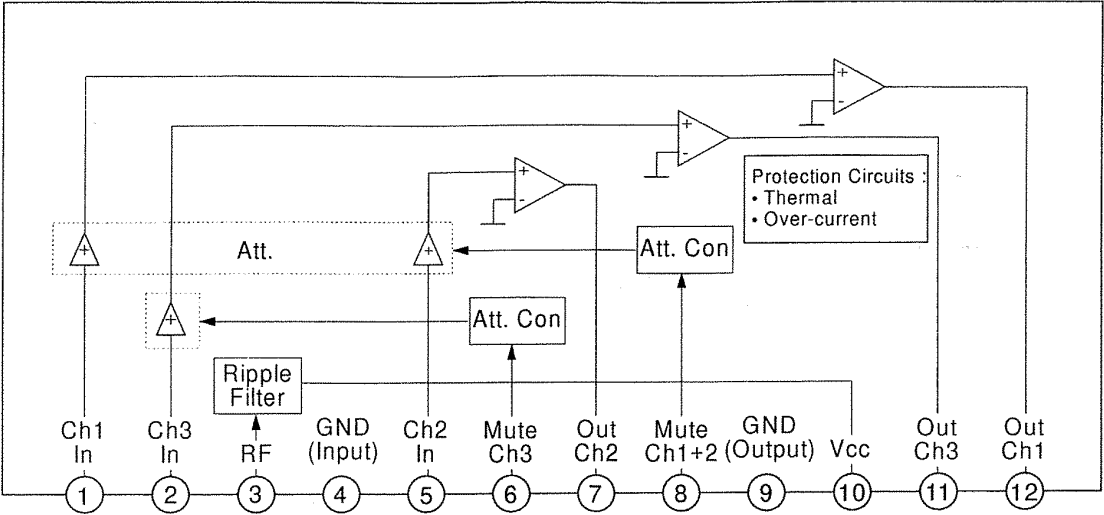 +
-
+
-
+
-
Protection Circuits :
• Thermal
• Over-current
+
Att.
+
Att. Con
+
Att. Con
Ripple
Filter
Ch1
In
Ch3
In
RF
GND
(Input)
Ch2
In
Mute
Ch3
Out
Ch2
Mute
Ch1+2
GND
(Output)
Vcc
Out
Ch3
Out
Ch1
1
2
3
4
5
6
7
8
9
10
11
12